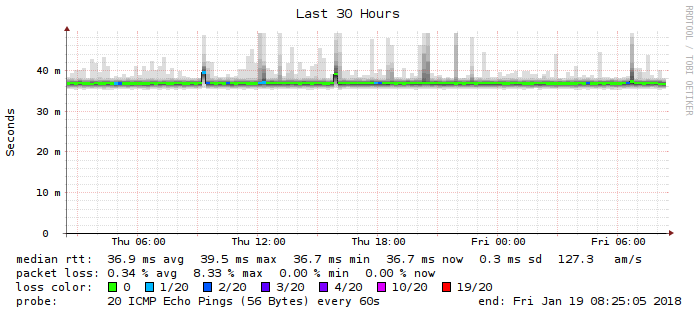 Last 30 Hours
RRDTOOL / TOBI OETIKER
Seconds
40 m
30 m
20 m
10 m
0
Thu 06:00 Thu 12:00 Thu 18:00 Fri 00:00 Fri 06:00
median rtt: 36.9 ms avg 39.5 ms max 36.7 ms min 36.7 ms now 0.3 ms sd 127.3 am/s
packet loss: 0.34 % avg 8.33 % max 0.00 % min 0.00 % now
loss color: 0 1/20 2/20 3/20 4/20 10/20 19/20
probe: 20 ICMP Echo Pings (56 Bytes) every 60s end: Fri Jan 19 08:25:05 2018